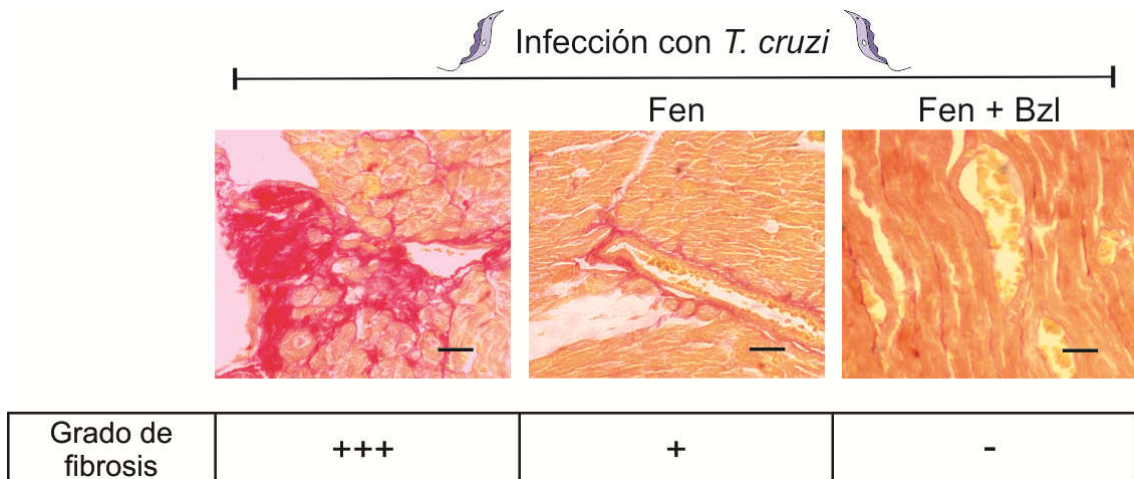 Infección con T. cruzi
Fen
Fen + Bzl
Grado de
fibrosis
+++
+
-